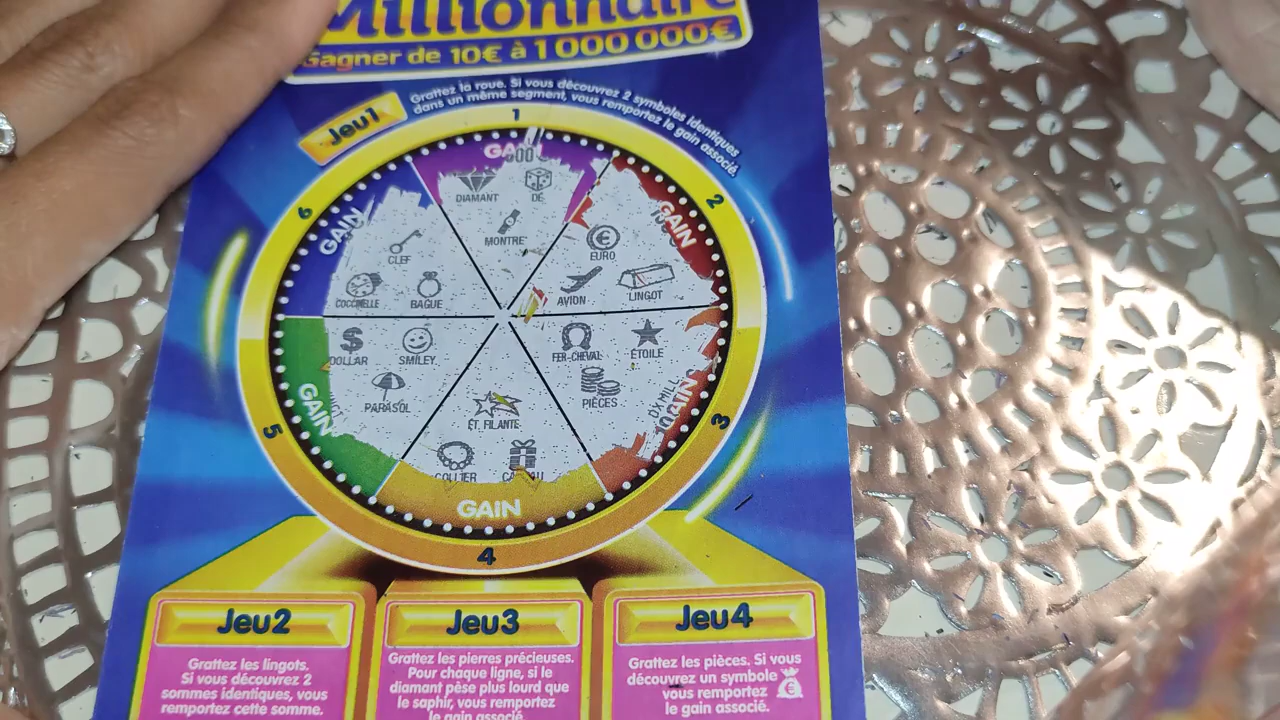 Millionnaire
Gagner de 10€ à 1 000 000€
Jeu1
Grattez la roue. Si vous découvrez 2 symboles identiques
dans un même segment, vous remportez le gain associé.
1
GAIN
DIAMANT
DÉ
MONTRE
2
GAIN
EURO
AVION
LINGOT
3
GAIN
FER-CHEVAL
ÉTOILE
PIÈCES
4
GAIN
ÉT. FILANTE
COLLIER
5
GAIN
DOLLAR
SMILEY
PARASOL
6
GAIN
CLEF
COCCINELLE
BAGUE
Jeu2
Grattez les lingots.
Si vous découvrez 2
sommes identiques, vous
remportez cette somme.
Jeu3
Grattez les pierres précieuses.
Pour chaque ligne, si le
diamant pèse plus lourd que
le saphir, vous remportez
le gain associé.
Jeu4
Grattez les pièces. Si vous
découvrez un symbole
vous remportez
le gain associé.